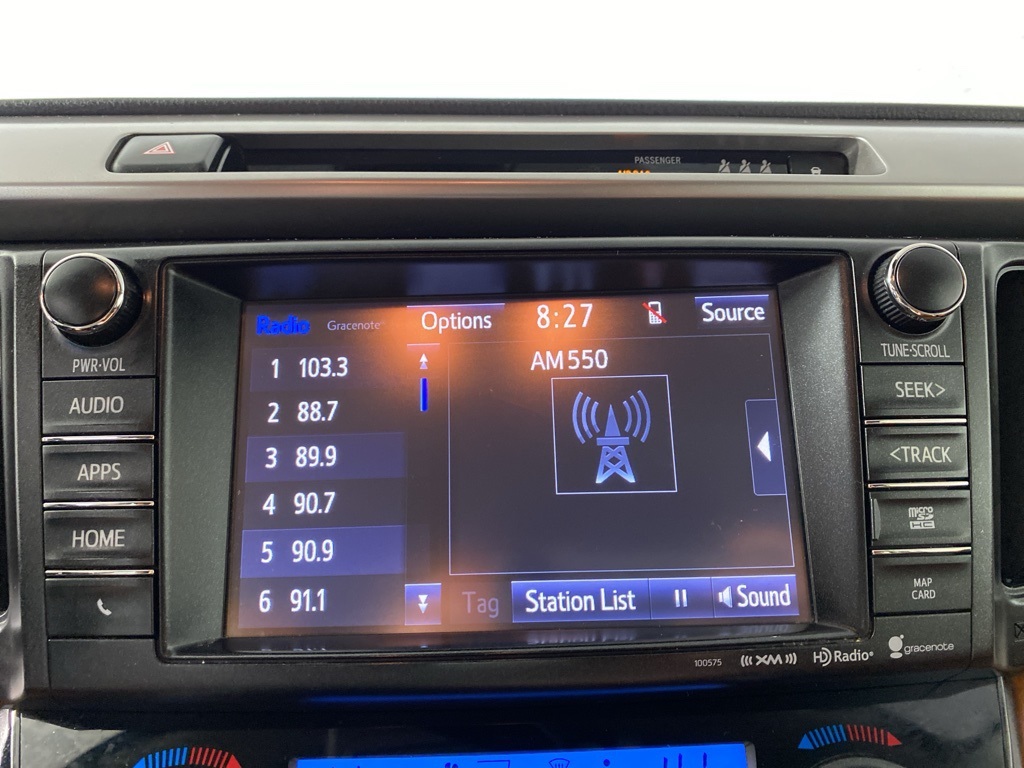 PASSENGER
Radio Gracenote Options 8:27 Source
PWR·VOL
TUNE·SCROLL
AUDIO
SEEK>
APPS
<TRACK
HOME
micro SD HC
MAP CARD
1 103.3
2 88.7
3 89.9
4 90.7
5 90.9
6 91.1
AM 550
Tag Station List Sound
100575 XM HD Radio® gracenote